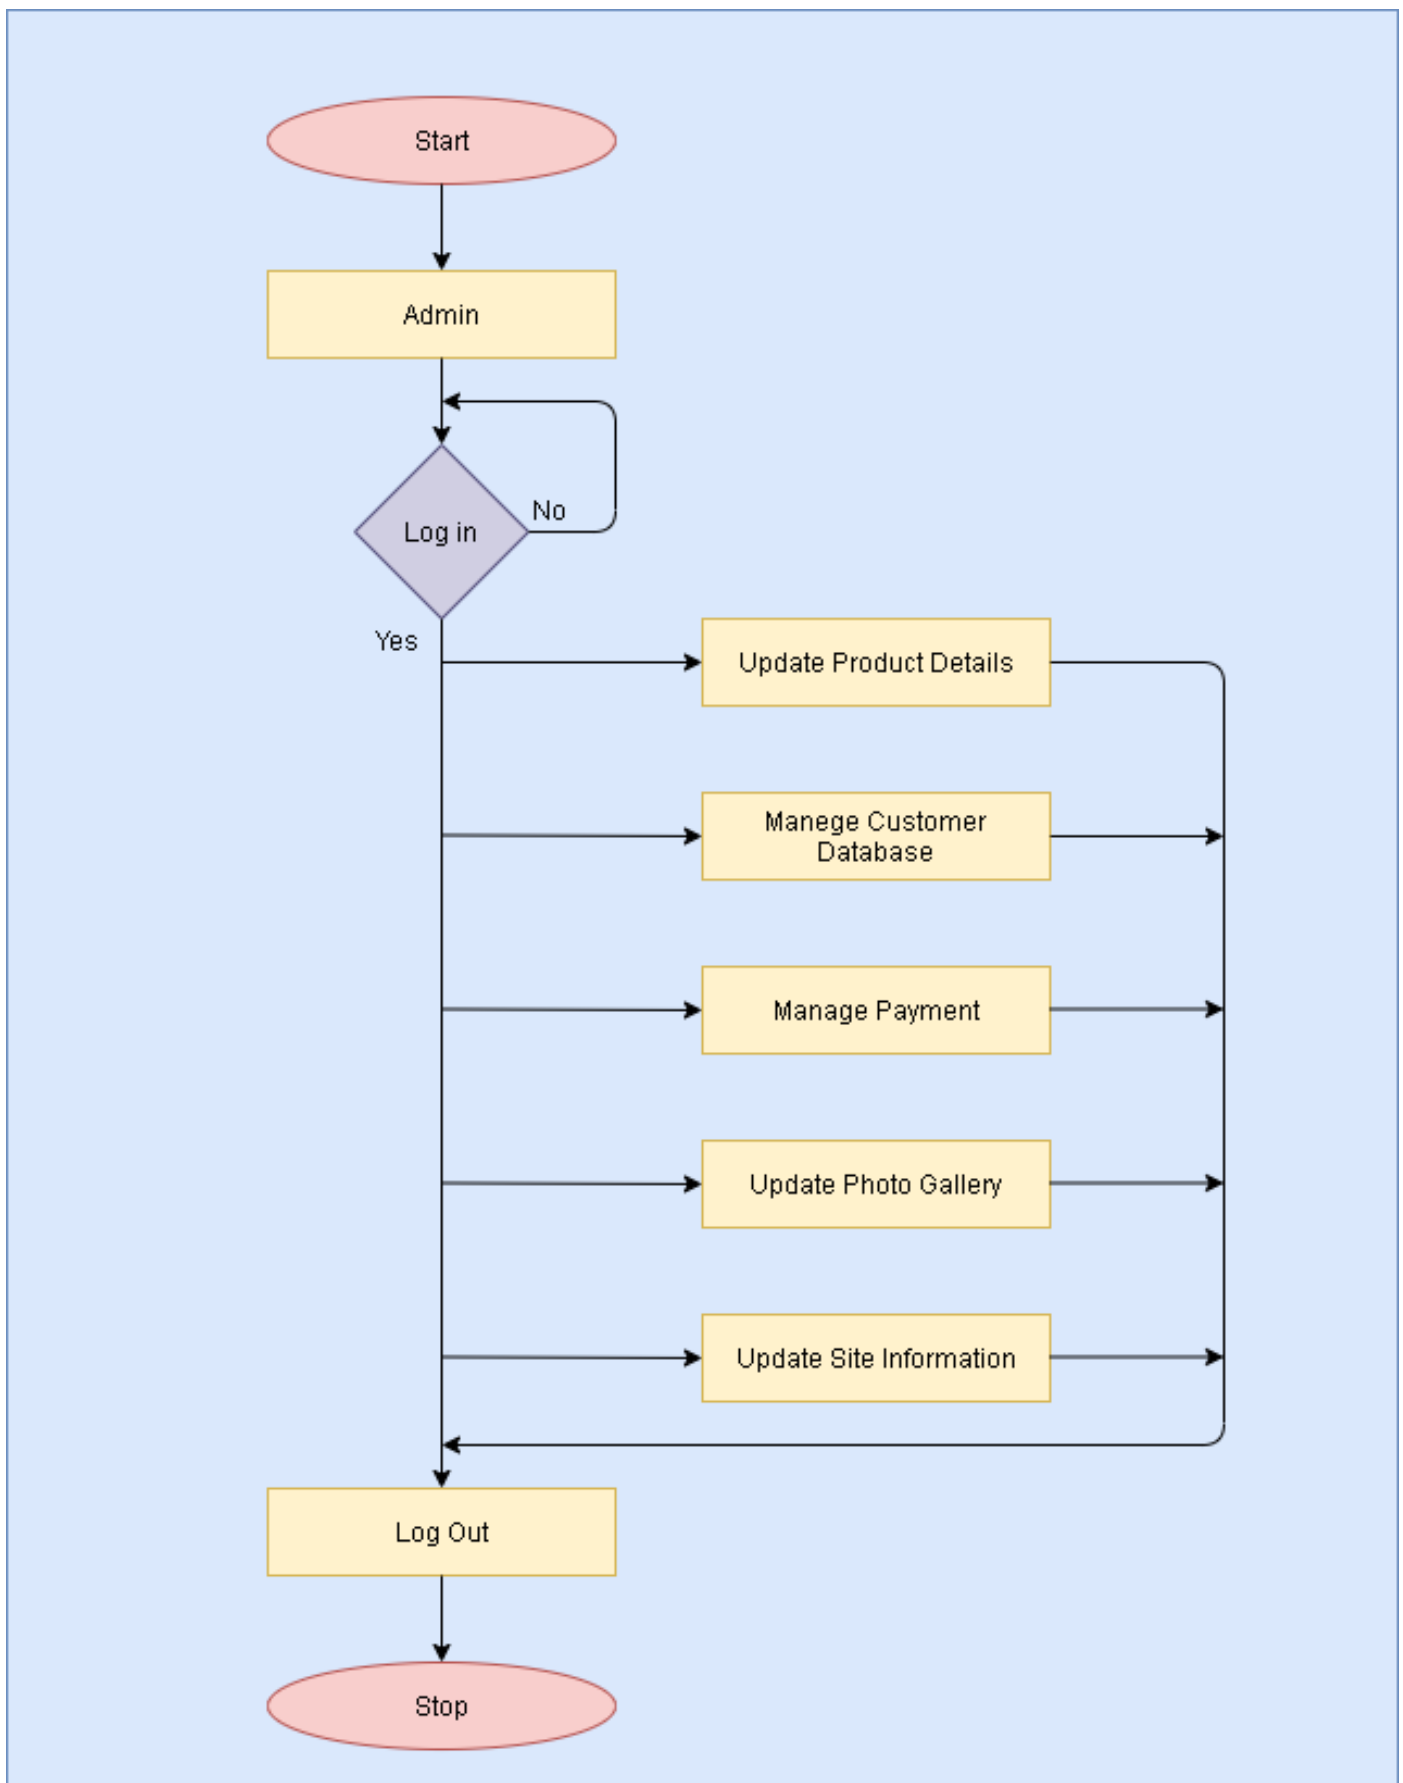 Start
Admin
Log in
No
Yes
Update Product Details
Manege Customer
Database
Manage Payment
Update Photo Gallery
Update Site Information
Log Out
Stop